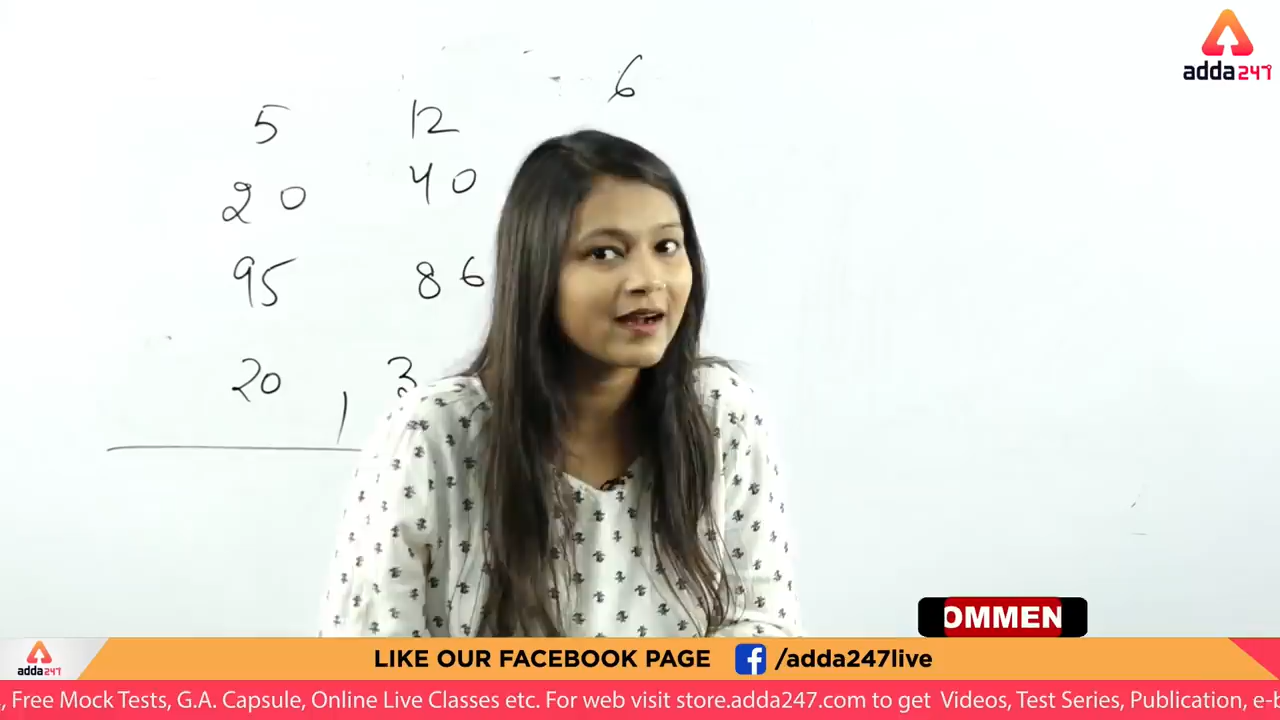 6
5 12
20 40
95 86
20 3
1
adda247
OMMEN
adda247
LIKE OUR FACEBOOK PAGE f /adda247live
, Free Mock Tests, G.A. Capsule, Online Live Classes etc. For web visit store.adda247.com to get Videos, Test Series, Publication, e-b